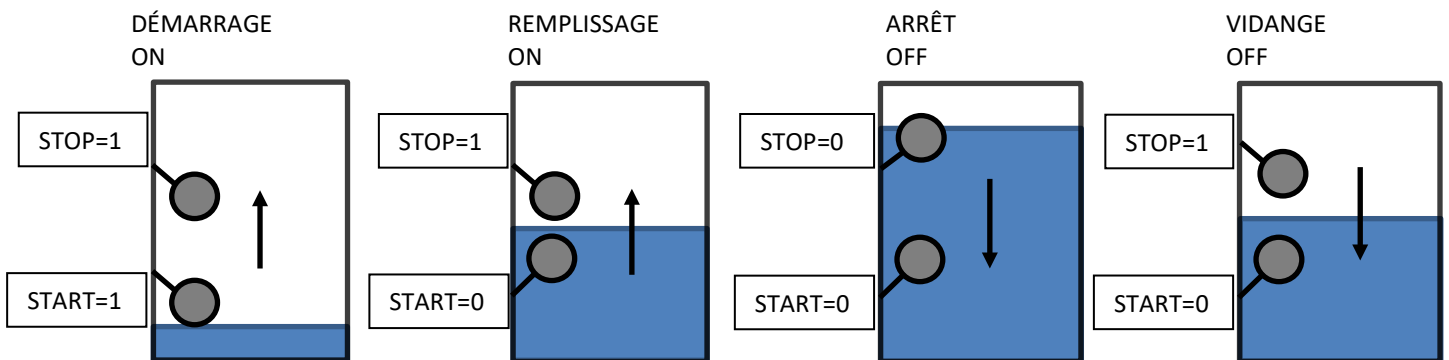 DÉMARRAGE
ON
STOP=1
START=1
REMPLISSAGE
ON
STOP=1
START=0
ARRÊT
OFF
STOP=0
START=0
VIDANGE
OFF
STOP=1
START=0